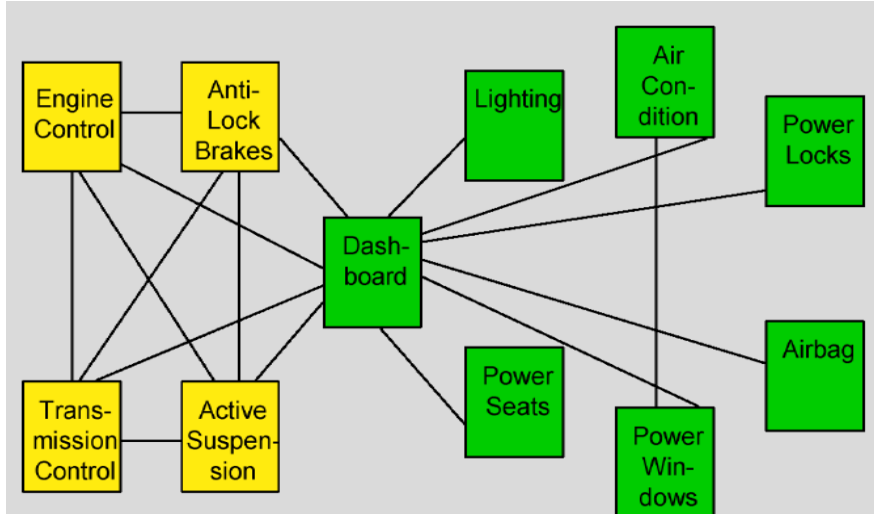 Engine
Control
Anti-
Lock
Brakes
Lighting
Air
Con-
dition
Power
Locks
Dash-
board
Trans-
mission
Control
Active
Suspen-
sion
Power
Seats
Power
Win-
dows
Airbag